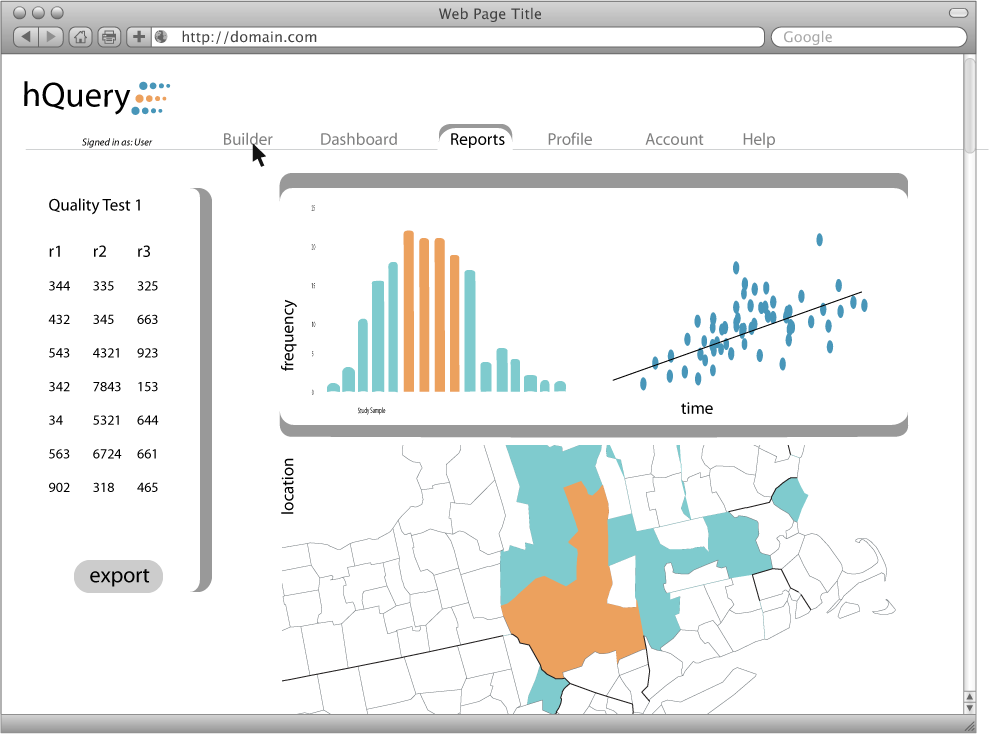 Web Page Title
http://domain.com
Google
hQuery
Signed in as: User
Builder Dashboard Reports Profile Account Help
Quality Test 1
r1 r2 r3
344 335 325
432 345 663
543 4321 923
342 7843 153
34 5321 644
563 6724 661
902 318 465
export
25
20
15
10
5
0
frequency
Study Sample
time
location